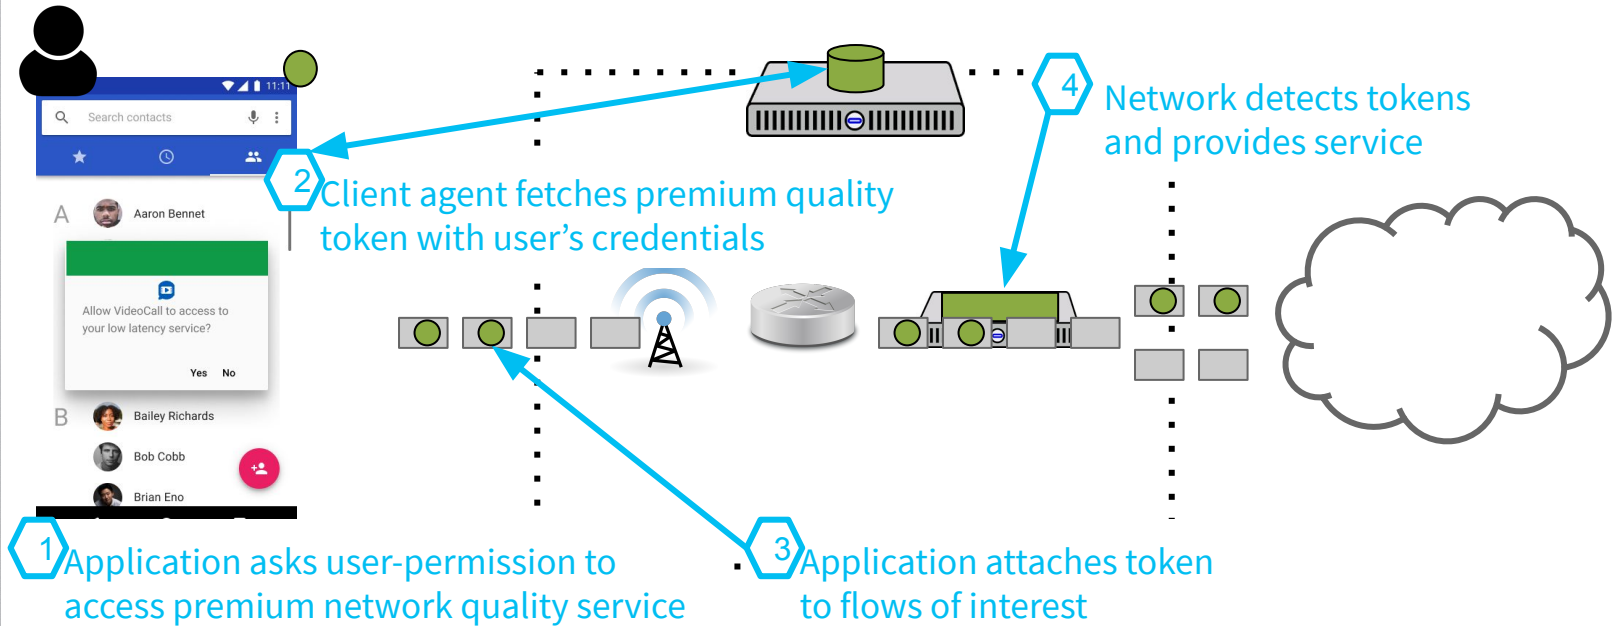 11:11
Search contacts
A
Aaron Bennet
Allow VideoCall to access to
your low latency service?
Yes No
B
Bailey Richards
Bob Cobb
Brian Eno
1
Application asks user-permission to
access premium network quality service
2
Client agent fetches premium quality
token with user's credentials
3
Application attaches token
to flows of interest
4
Network detects tokens
and provides service